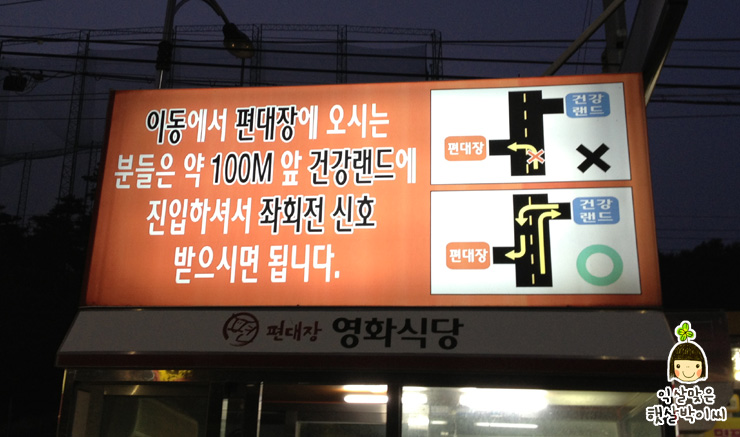 이동에서 편대장에 오시는
분들은 약 100M 앞 건강랜드에
진입하셔서 좌회전 신호
받으시면 됩니다.
건강
랜드
편대장
건강
랜드
편대장
편대장 영화식당
익살맞은
햇살박이씨